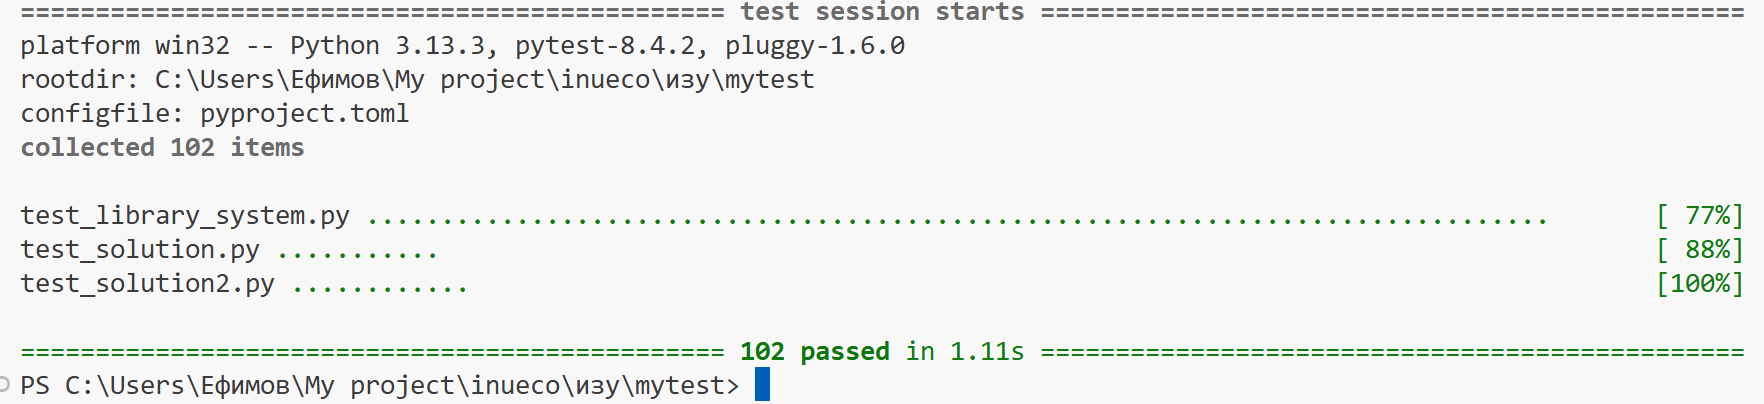 =============================================== test session starts ===============================================
platform win32 -- Python 3.13.3, pytest-8.4.2, pluggy-1.6.0
rootdir: C:\Users\Ефимов\My project\inueco\изу\mytest
configfile: pyproject.toml
collected 102 items
test_library_system.py ............................................................................... [ 77%]
test_solution.py ........... [ 88%]
test_solution2.py ............ [100%]
=============================================== 102 passed in 1.11s ===============================================
PS C:\Users\Ефимов\My project\inueco\изу\mytest>